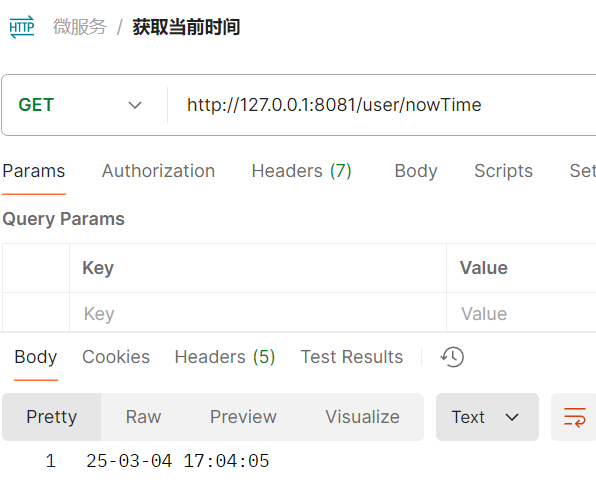 HTTP 微服务 / 获取当前时间
GET http://127.0.0.1:8081/user/nowTime
Params Authorization Headers (7) Body Scripts Set
Query Params
Key Value
Key Value
Body Cookies Headers (5) Test Results
Pretty Raw Preview Visualize Text
1 25-03-04 17:04:05